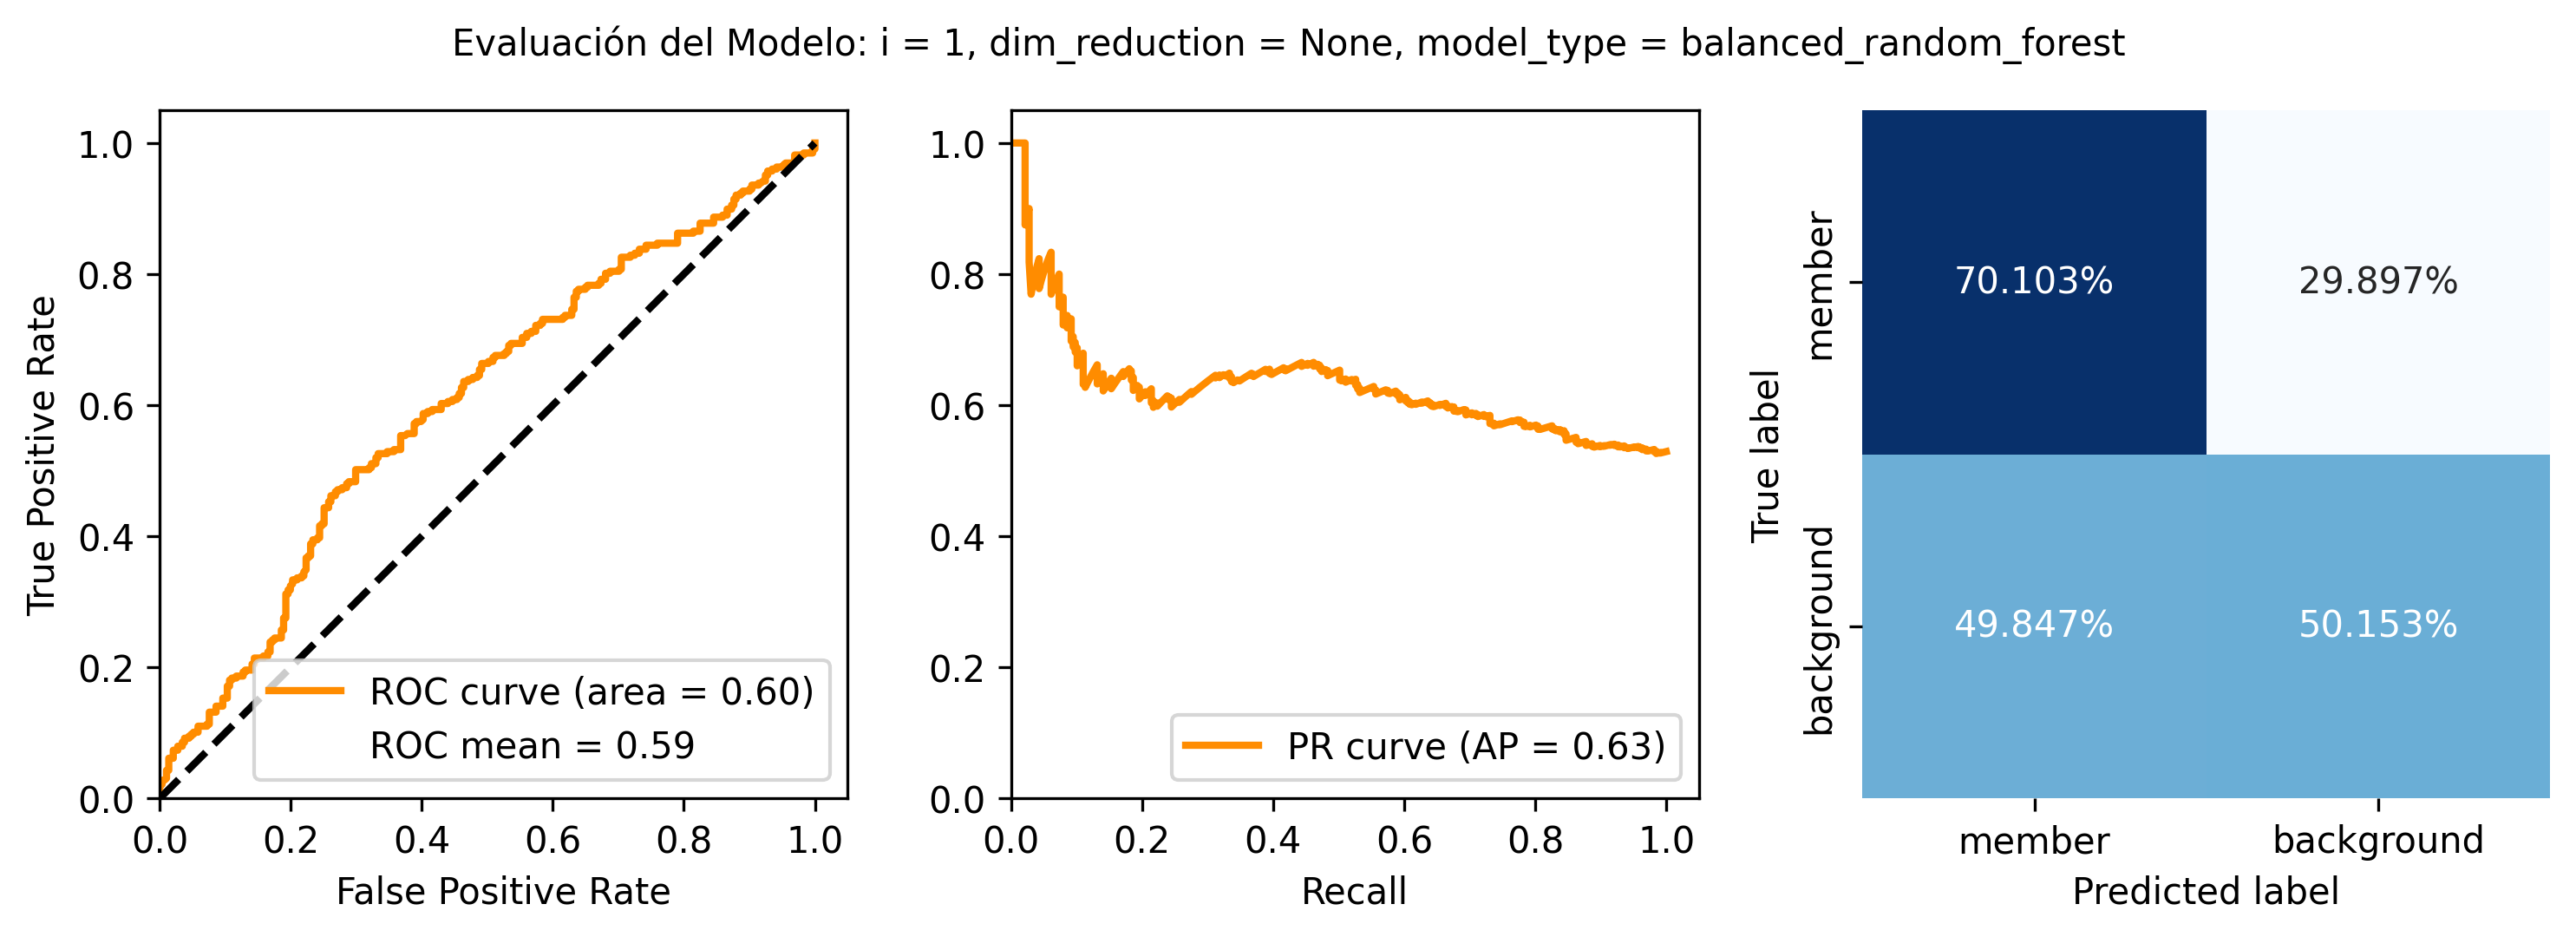 Evaluación del Modelo: i = 1, dim_reduction = None, model_type = balanced_random_forest
True Positive Rate
1.0
0.8
0.6
0.4
0.2
0.0
0.0 0.2 0.4 0.6 0.8 1.0
False Positive Rate
ROC curve (area = 0.60)
ROC mean = 0.59
1.0
0.8
0.6
0.4
0.2
0.0
0.0 0.2 0.4 0.6 0.8 1.0
Recall
PR curve (AP = 0.63)
True label
member
background
70.103% 29.897%
49.847% 50.153%
member background
Predicted label